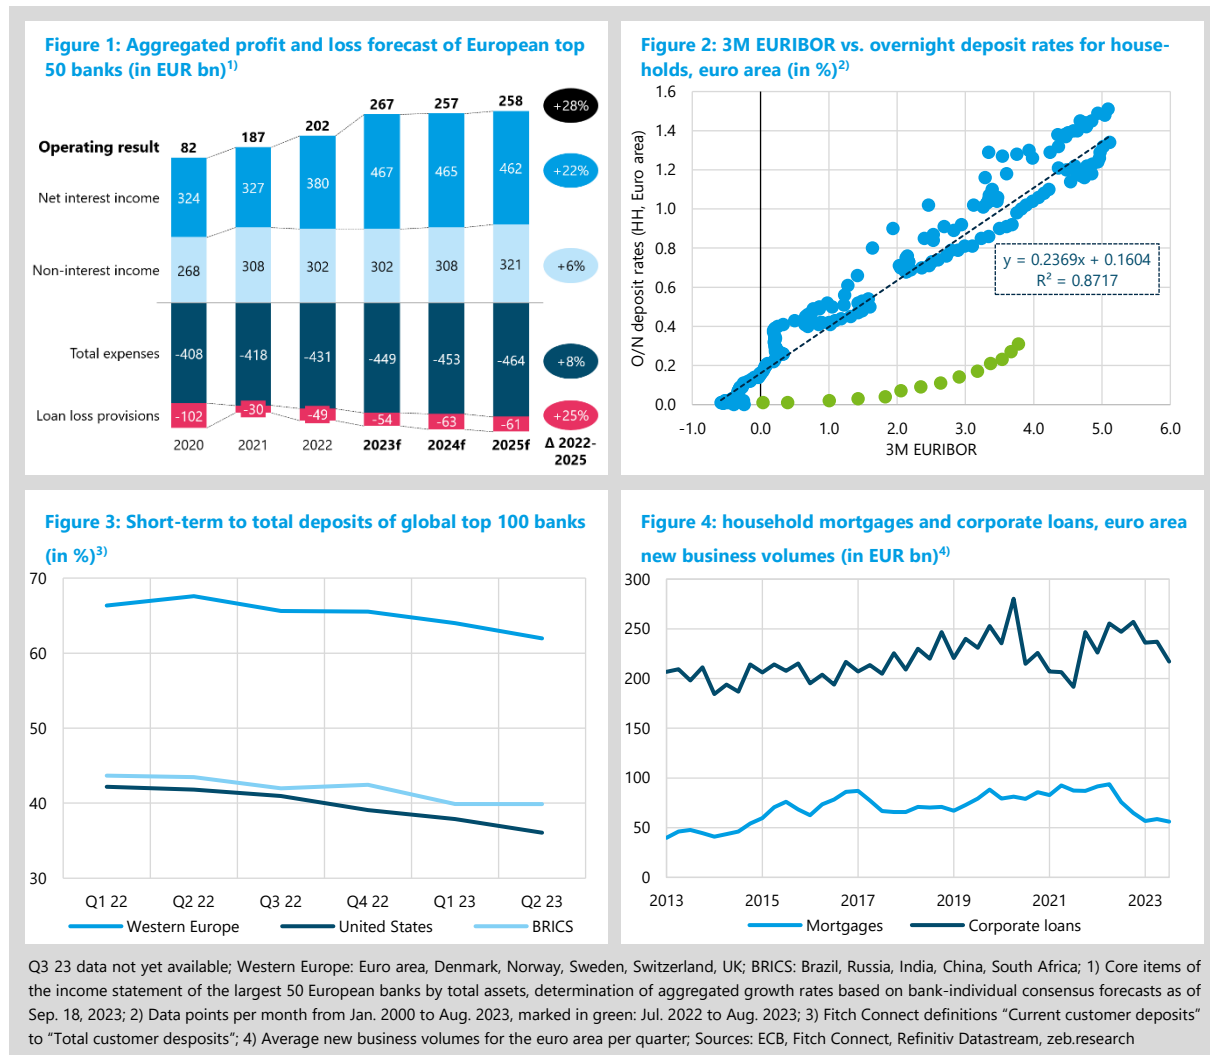 Figure 1: Aggregated profit and loss forecast of European top
50 banks (in EUR bn)1)
Operating result
82
187
202
267
257
258
+28%
Net interest income
324
327
380
467
465
462
+22%
Non-interest income
268
308
302
302
308
321
+6%
Total expenses
-408
-418
-431
-449
-453
-464
+8%
Loan loss provisions
-102
-30
-49
-54
-63
-61
+25%
2020
2021
2022
2023f
2024f
2025f
Δ 2022-
2025
Figure 2: 3M EURIBOR vs. overnight deposit rates for house-
holds, euro area (in %)2)
O/N deposit rates (HH, Euro area)
1.6
1.4
1.2
1.0
0.8
0.6
0.4
0.2
0.0
y = 0.2369x + 0.1604
R² = 0.8717
-1.0
0.0
1.0
2.0
3.0
4.0
5.0
6.0
3M EURIBOR
Figure 3: Short-term to total deposits of global top 100 banks
(in %)3)
70
60
50
40
30
Q1 22
Q2 22
Q3 22
Q4 22
Q1 23
Q2 23
Western Europe
United States
BRICS
Figure 4: household mortgages and corporate loans, euro area
new business volumes (in EUR bn)4)
300
250
200
150
100
50
0
2013
2015
2017
2019
2021
2023
Mortgages
Corporate loans
Q3 23 data not yet available; Western Europe: Euro area, Denmark, Norway, Sweden, Switzerland, UK; BRICS: Brazil, Russia, India, China, South Africa; 1) Core items of
the income statement of the largest 50 European banks by total assets, determination of aggregated growth rates based on bank-individual consensus forecasts as of
Sep. 18, 2023; 2) Data points per month from Jan. 2000 to Aug. 2023, marked in green: Jul. 2022 to Aug. 2023; 3) Fitch Connect definitions “Current customer deposits“
to “Total customer desposits“; 4) Average new business volumes for the euro area per quarter; Sources: ECB, Fitch Connect, Refinitiv Datastream, zeb.research